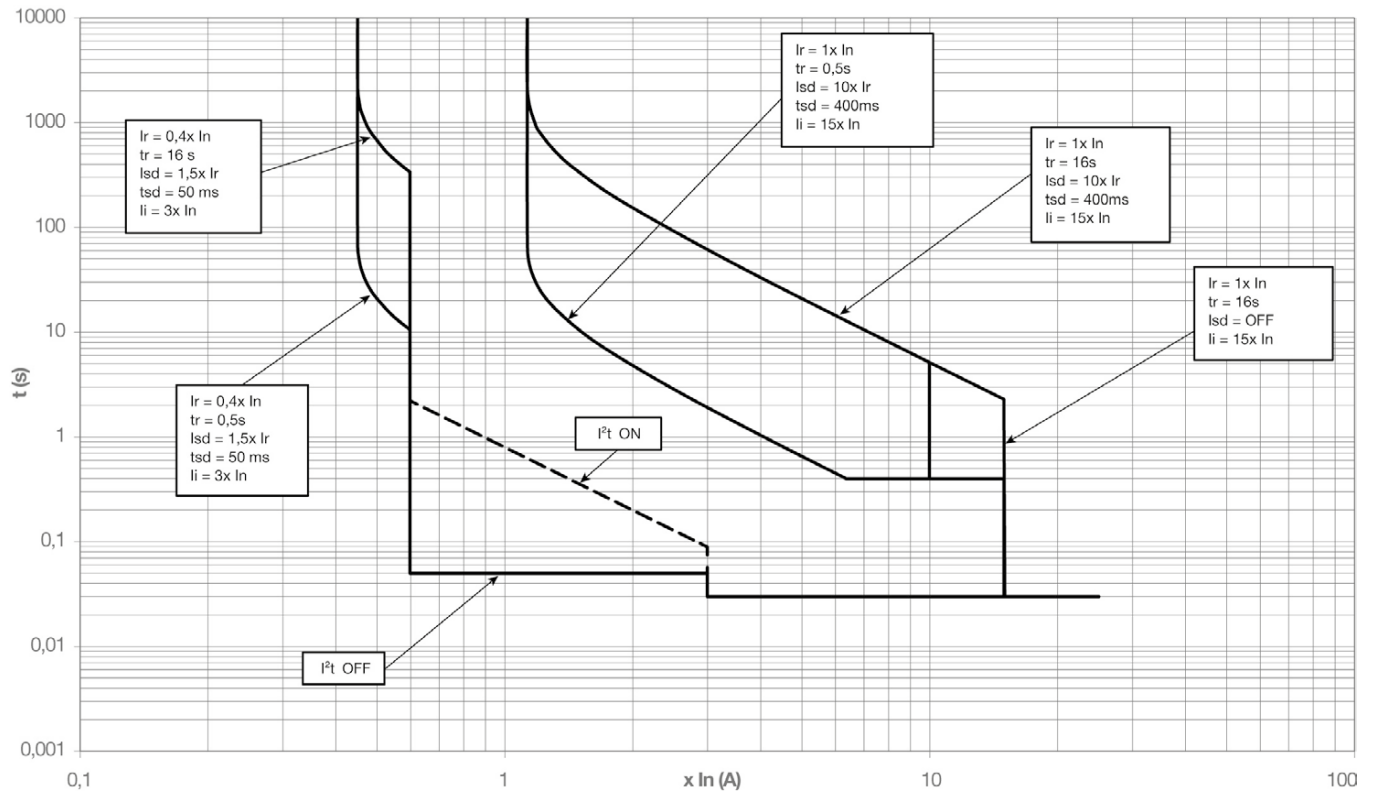 10000
1000
100
10
1
0,1
0,01
0,001
t (s)
0,1
1
x In (A)
10
100
Ir = 0,4x In
tr = 16 s
Isd = 1,5x Ir
tsd = 50 ms
Ii = 3x In
Ir = 1x In
tr = 0,5s
Isd = 10x Ir
tsd = 400ms
Ii = 15x In
Ir = 1x In
tr = 16s
Isd = 10x Ir
tsd = 400ms
Ii = 15x In
Ir = 1x In
tr = 16s
Isd = OFF
Ii = 15x In
Ir = 0,4x In
tr = 0,5s
Isd = 1,5x Ir
tsd = 50 ms
Ii = 3x In
I²t ON
I²t OFF